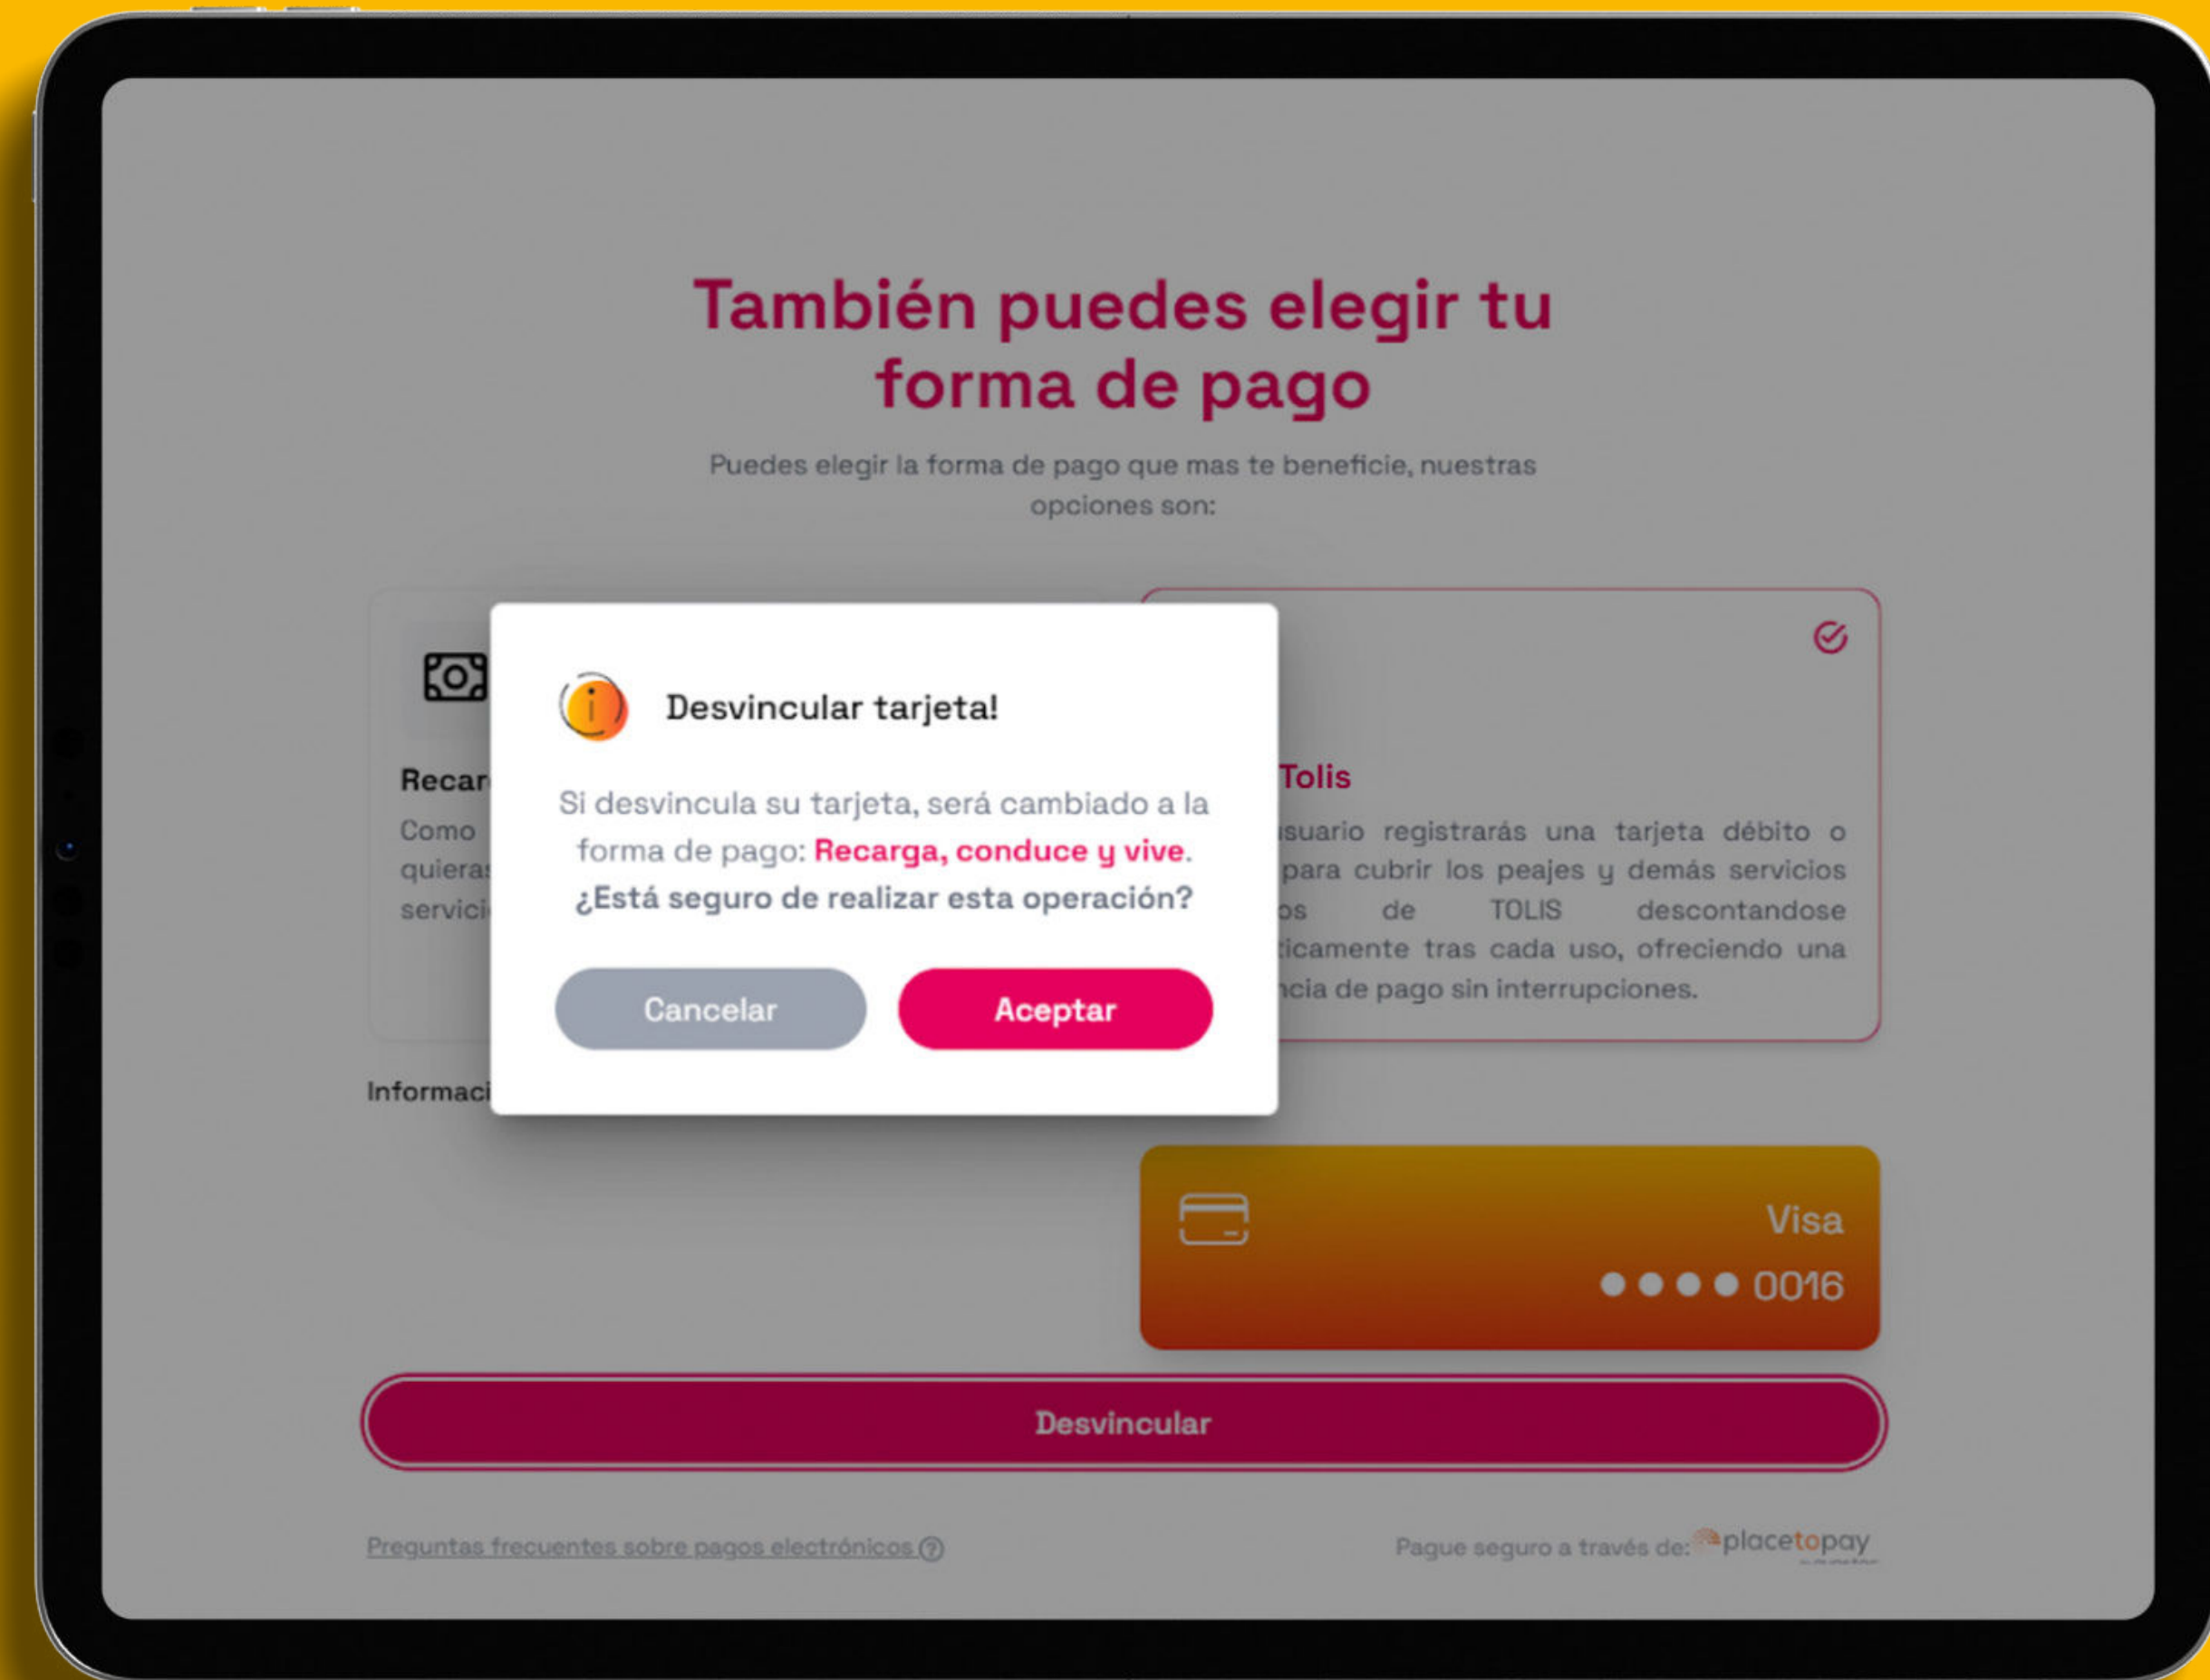 También puedes elegir tu
forma de pago
Puedes elegir la forma de pago que mas te beneficie, nuestras
opciones son:
Desvincular tarjeta!
Si desvincula su tarjeta, será cambiado a la
forma de pago: Recarga, conduce y vive.
¿Está seguro de realizar esta operación?
Cancelar
Aceptar
Recar
Como
quieras
servici
Tolis
suario registrarás una tarjeta débito o
para cubrir los peajes y demás servicios
os de TOLIS descontandose
ticamente tras cada uso, ofreciendo una
ncia de pago sin interrupciones.
Informaci
Visa
0016
Desvincular
Preguntas frecuentes sobre pagos electrónicos
Pague seguro a través de: placetopay